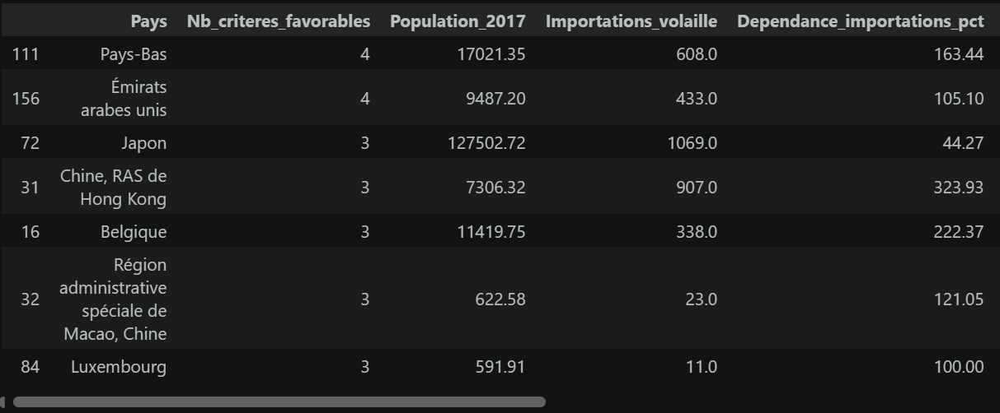 Pays Nb_criteres_favorables Population_2017 Importations_volaille Dependance_importations_pct
111 Pays-Bas 4 17021.35 608.0 163.44
Émirats
156 arabes unis 4 9487.20 433.0 105.10
72 Japon 3 127502.72 1069.0 44.27
Chine, RAS de
31 Hong Kong 3 7306.32 907.0 323.93
16 Belgique 3 11419.75 338.0 222.37
Région
administrative
32 spéciale de 3 622.58 23.0 121.05
Macao, Chine
84 Luxembourg 3 591.91 11.0 100.00